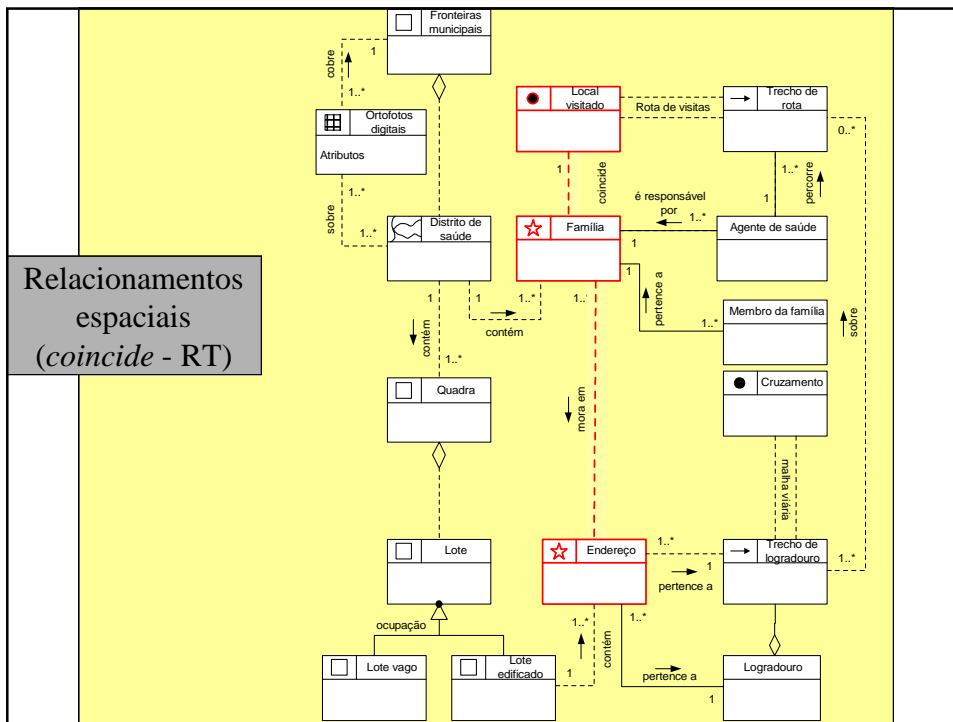 Fronteiras
municipais
1
cobre
1..*
Ortofotos
digitais
Atributos
1..*
sobre
1..*
Distrito de
saúde
Local
visitado
Rota de visitas
Trecho de
rota
0..*
1
coincide
1..*
percorre
1
é responsável
por
1..*
Família
Agente de saúde
1
1
Relacionamentos
espaciais
(coincide - RT)
1
1
1..*
1..*
contém
contém
1..*
pertence a
1..*
Membro da família
sobre
Cruzamento
Quadra
mora em
malha viária
Lote
Endereço
1..*
1
pertence a
Trecho de
logradouro
1..*
ocupação
1..*
contém
1..*
Lote vago
Lote
edificado
1
pertence a
1
Logradouro